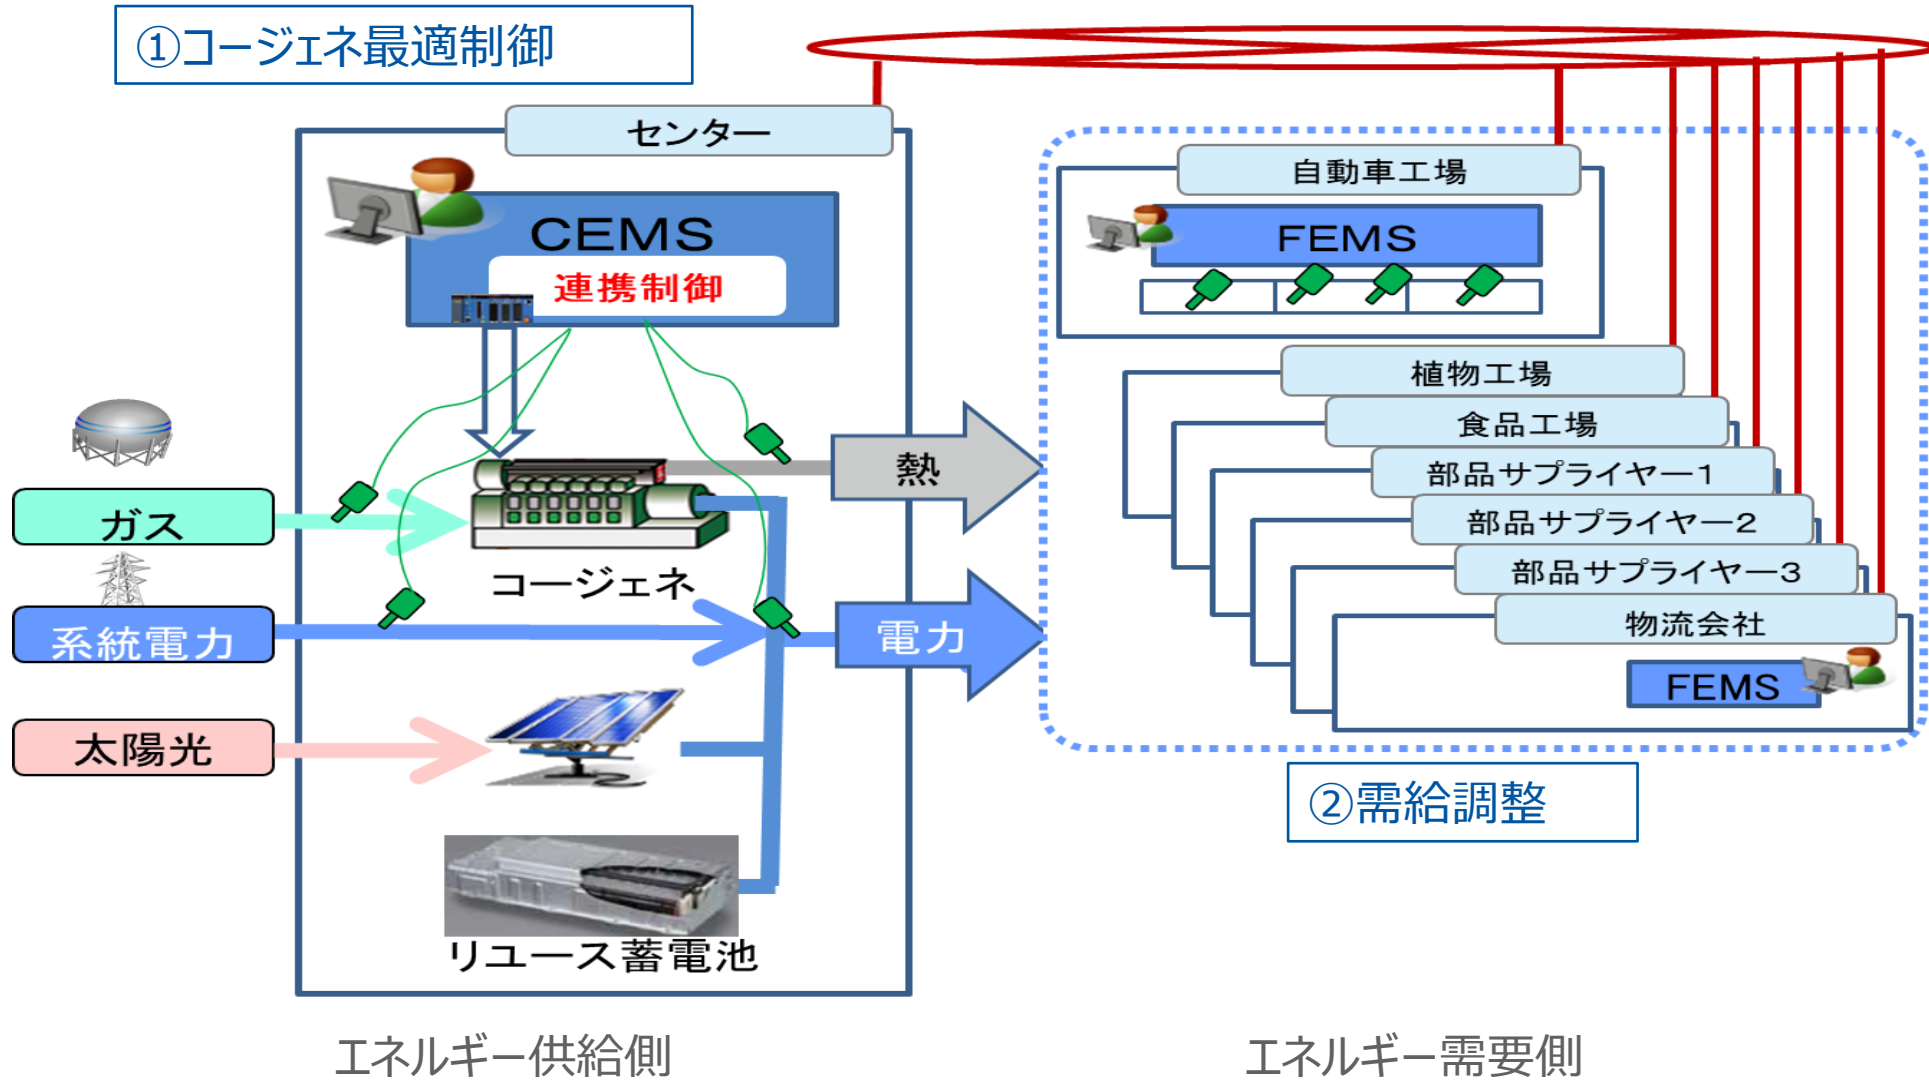 ①コージェネ最適制御
センター
CEMS
連携制御
ガス
系統電力
太陽光
コージェネ
リユース蓄電池
熱
電力
自動車工場
FEMS
植物工場
食品工場
部品サプライヤー1
部品サプライヤー2
部品サプライヤー3
物流会社
FEMS
②需給調整
エネルギー供給側
エネルギー需要側